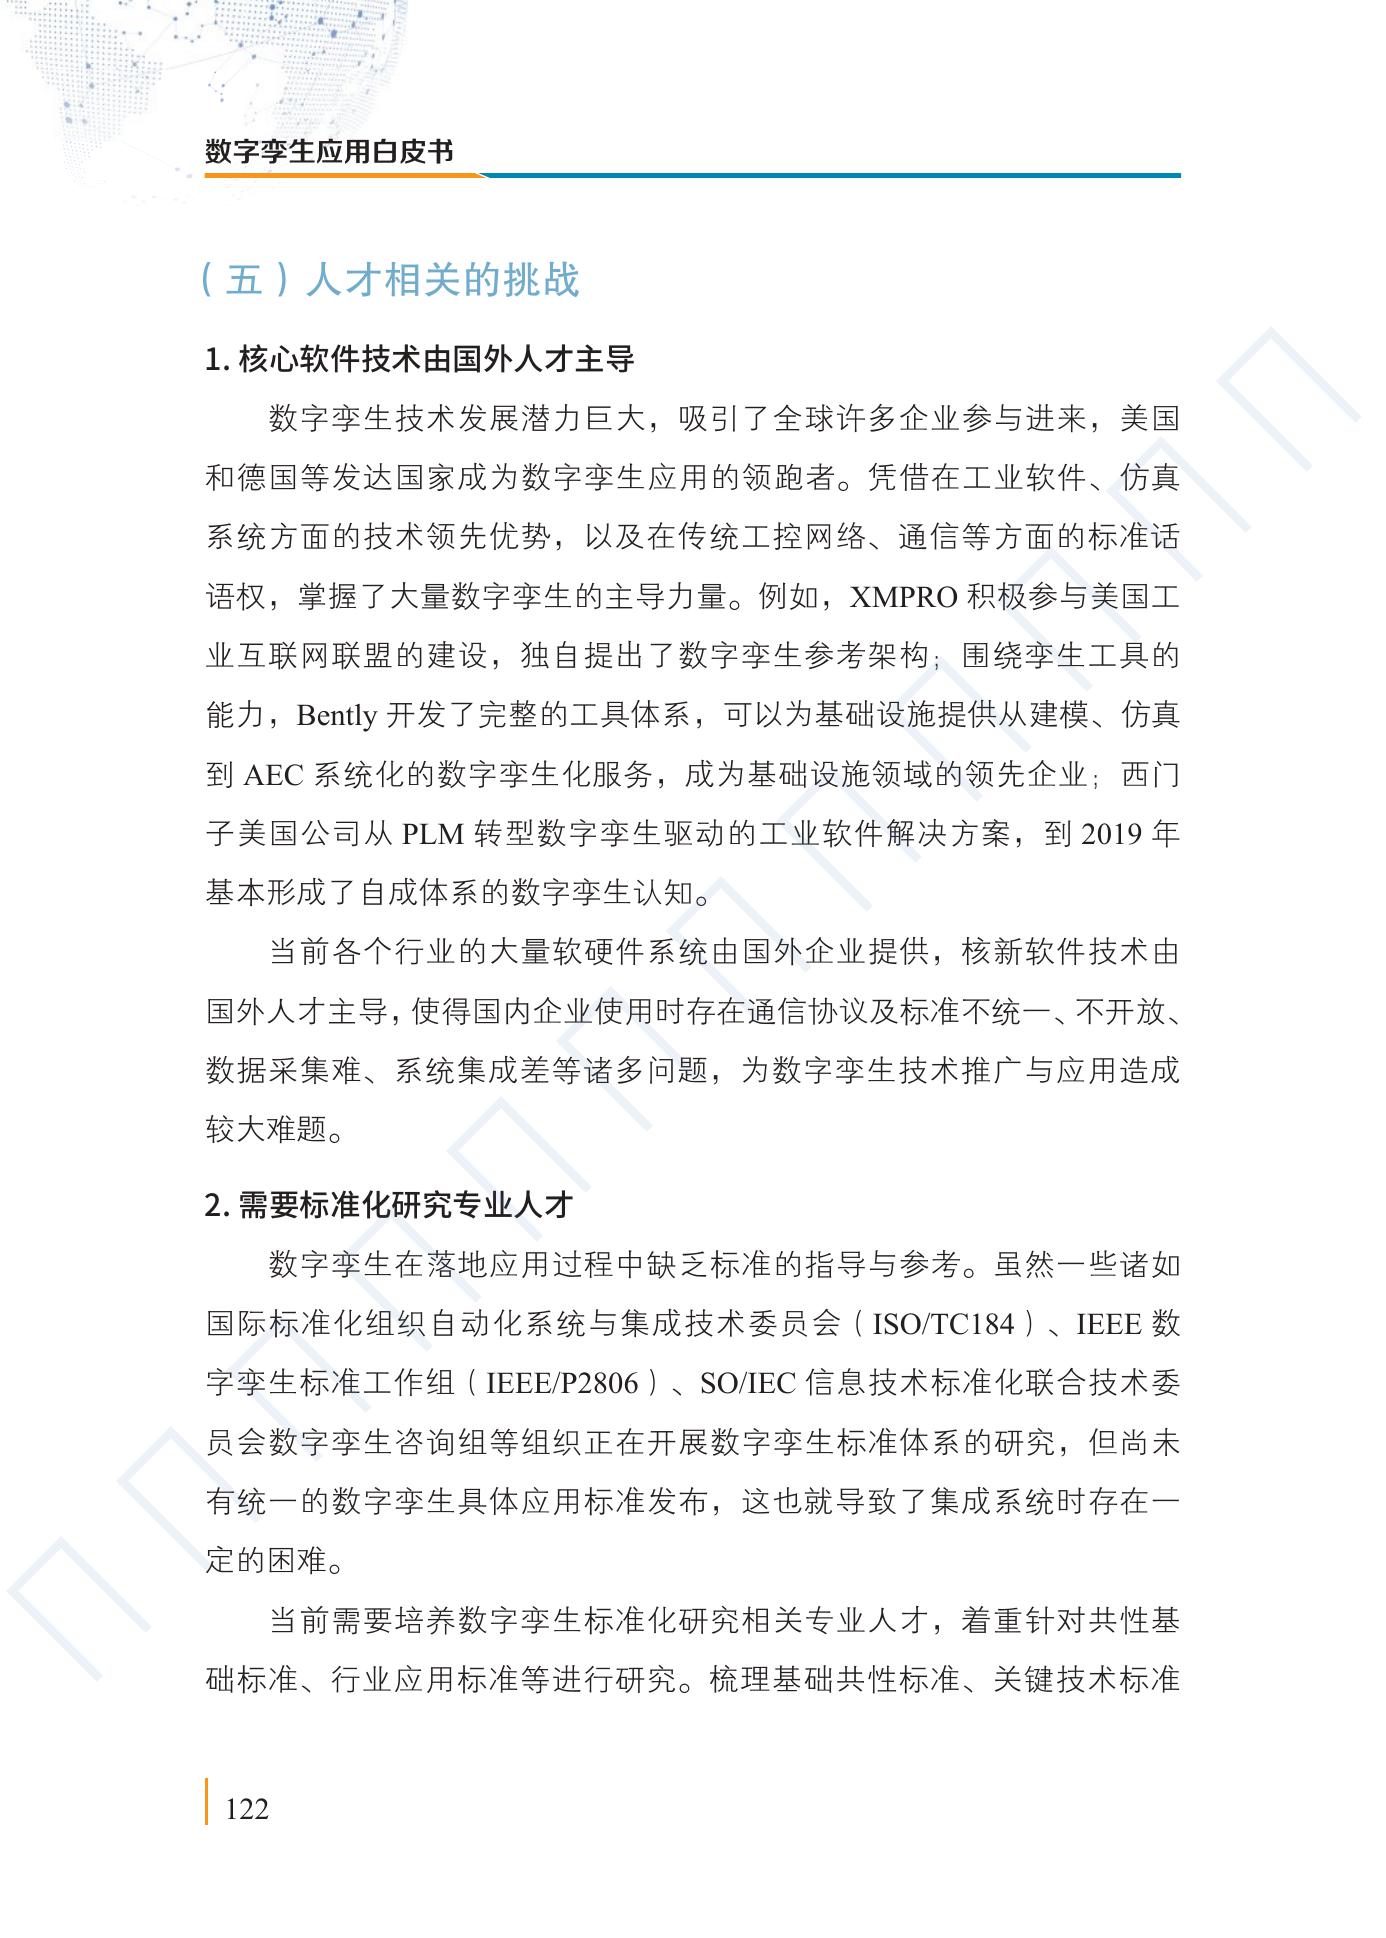 数字孪生应用白皮书
（五）人才相关的挑战
1. 核心软件技术由国外人才主导
数字孪生技术发展潜力巨大，吸引了全球许多企业参与进来，美国
和德国等发达国家成为数字孪生应用的领跑者。凭借在工业软件、仿真
系统方面的技术领先优势，以及在传统工控网络、通信等方面的标准话
语权，掌握了大量数字孪生的主导力量。例如，XMPRO 积极参与美国工
业互联网联盟的建设，独自提出了数字孪生参考架构；围绕孪生工具的
能力，Bently 开发了完整的工具体系，可以为基础设施提供从建模、仿真
到 AEC 系统化的数字孪生化服务，成为基础设施领域的领先企业；西门
子美国公司从 PLM 转型数字孪生驱动的工业软件解决方案，到 2019 年
基本形成了自成体系的数字孪生认知。
当前各个行业的大量软硬件系统由国外企业提供，核新软件技术由
国外人才主导，使得国内企业使用时存在通信协议及标准不统一、不开放、
数据采集难、系统集成差等诸多问题，为数字孪生技术推广与应用造成
较大难题。
2. 需要标准化研究专业人才
数字孪生在落地应用过程中缺乏标准的指导与参考。虽然一些诸如
国际标准化组织自动化系统与集成技术委员会（ISO/TC184）、IEEE 数
字孪生标准工作组（IEEE/P2806）、SO/IEC 信息技术标准化联合技术委
员会数字孪生咨询组等组织正在开展数字孪生标准体系的研究，但尚未
有统一的数字孪生具体应用标准发布，这也就导致了集成系统时存在一
定的困难。
当前需要培养数字孪生标准化研究相关专业人才，着重针对共性基
础标准、行业应用标准等进行研究。梳理基础共性标准、关键技术标准
122